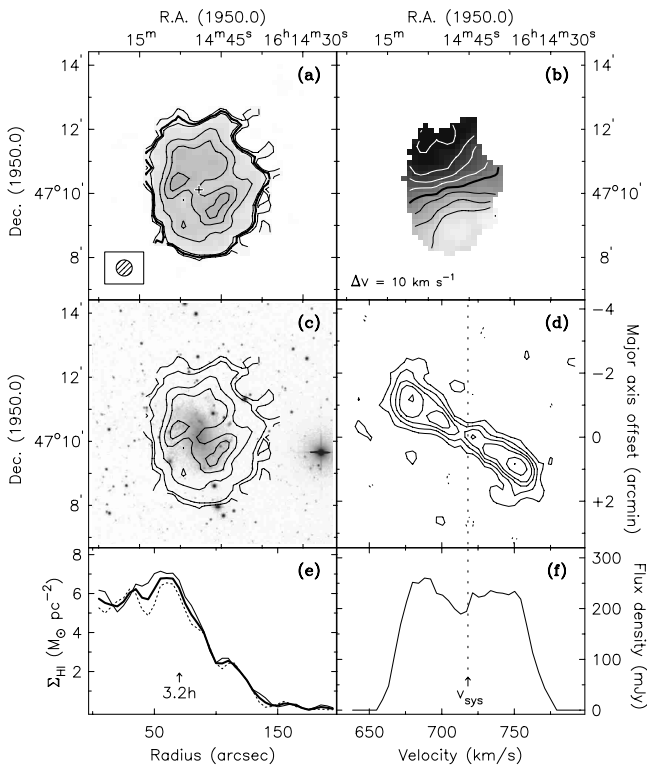 R.A. (1950.0) R.A. (1950.0)
15ᵐ 14ᵐ45ˢ 16ʰ14ᵐ30ˢ 15ᵐ 14ᵐ45ˢ 16ʰ14ᵐ30ˢ
14' (a) (b)
12' 12'
Dec. (1950.0) 47°10' 47°10'
8' 8'
Δv = 10 km s⁻¹
14' (c) (d) -4
12' -2
Dec. (1950.0) 47°10' 0 Major axis offset (arcmin)
8' +2
8 (e) (f) 300
6 200
Σ_HI (M_⊙ pc⁻²) 4 Flux density (mJy)
2 3.2h v_sys 100
0
50 150 650 700 750
Radius (arcsec) Velocity (km/s)